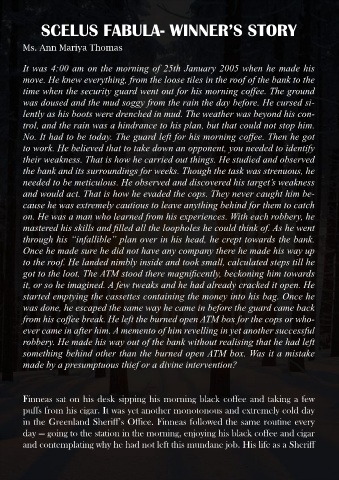 SCELUS FABULA- WINNER'S STORY
Ms. Ann Mariya Thomas
It was 4:00 am on the morning of 25th January 2005 when he made his
move. He knew everything, from the loose tiles in the roof of the bank to the
time when the security guard went out for his morning coffee. The ground
was doused and the mud soggy from the rain the day before. He cursed si-
lently as his boots were drenched in mud. The weather was beyond his con-
trol, and the rain was a hindrance to his plan, but that could not stop him.
No. It had to be today. The guard left for his morning coffee. Then he got
to work. He believed that to take down an opponent, you needed to identify
their weakness. That is how he carried out things. He studied and observed
the bank and its surroundings for weeks. Though the task was strenuous, he
needed to be meticulous. He observed and discovered his target's weakness
and would act. That is how he evaded the cops. They never caught him be-
cause he was extremely cautious to leave anything behind for them to catch
on. He was a man who learned from his experiences. With each robbery, he
mastered his skills and filled all the loopholes he could think of. As he went
through his "infallible" plan over in his head, he crept towards the bank.
Once he made sure he did not have any company there he made his way up
to the roof. He landed nimbly inside and took small, calculated steps till he
got to the loot. The ATM stood there magnificently, beckoning him towards
it, or so he imagined. A few tweaks and he had already cracked it open. He
started emptying the cassettes containing the money into his bag. Once he
was done, he escaped the same way he came in before the guard came back
from his coffee break. He left the burned open ATM box for the cops or who-
ever came in after him. A memento of him revelling in yet another successful
robbery. He made his way out of the bank without realising that he had left
something behind other than the burned open ATM box. Was it a mistake
made by a presumptuous thief or a divine intervention?
Finneas sat on his desk sipping his morning black coffee and taking a few
puffs from his cigar. It was yet another monotonous and extremely cold day
in the Greenland Sheriff's Office. Finneas followed the same routine every
day — going to the station in the morning, enjoying his black coffee and cigar
and contemplating why he had not left this mundane job. His life as a Sheriff